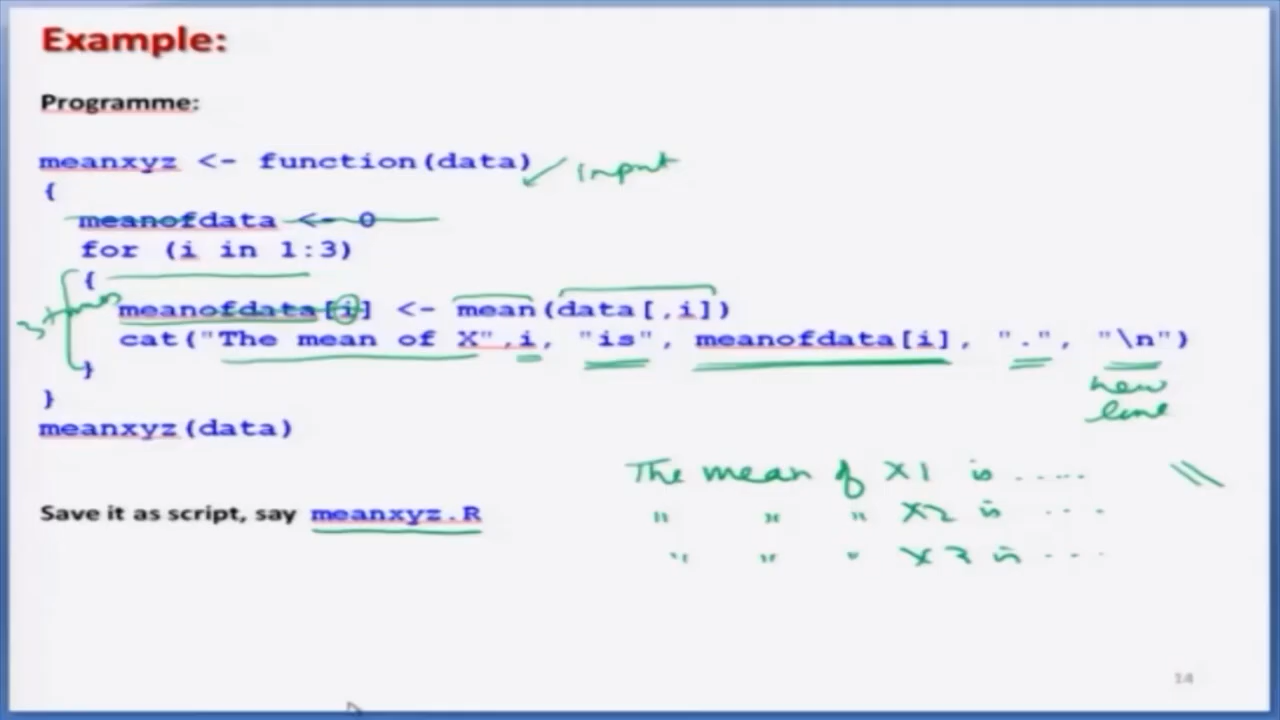 Example:
Programme:
meanxyz <- function(data)
input
{
meanofdata <- 0
for (i in 1:3)
{
3 times
meanofdata[i] <- mean(data[,i])
cat("The mean of X",i, "is", meanofdata[i], ".", "\n")
}
new
line
}
meanxyz(data)
The mean of X1 is .....
" " " X2 is ...
Save it as script, say meanxyz.R
" " " X3 is ...
14